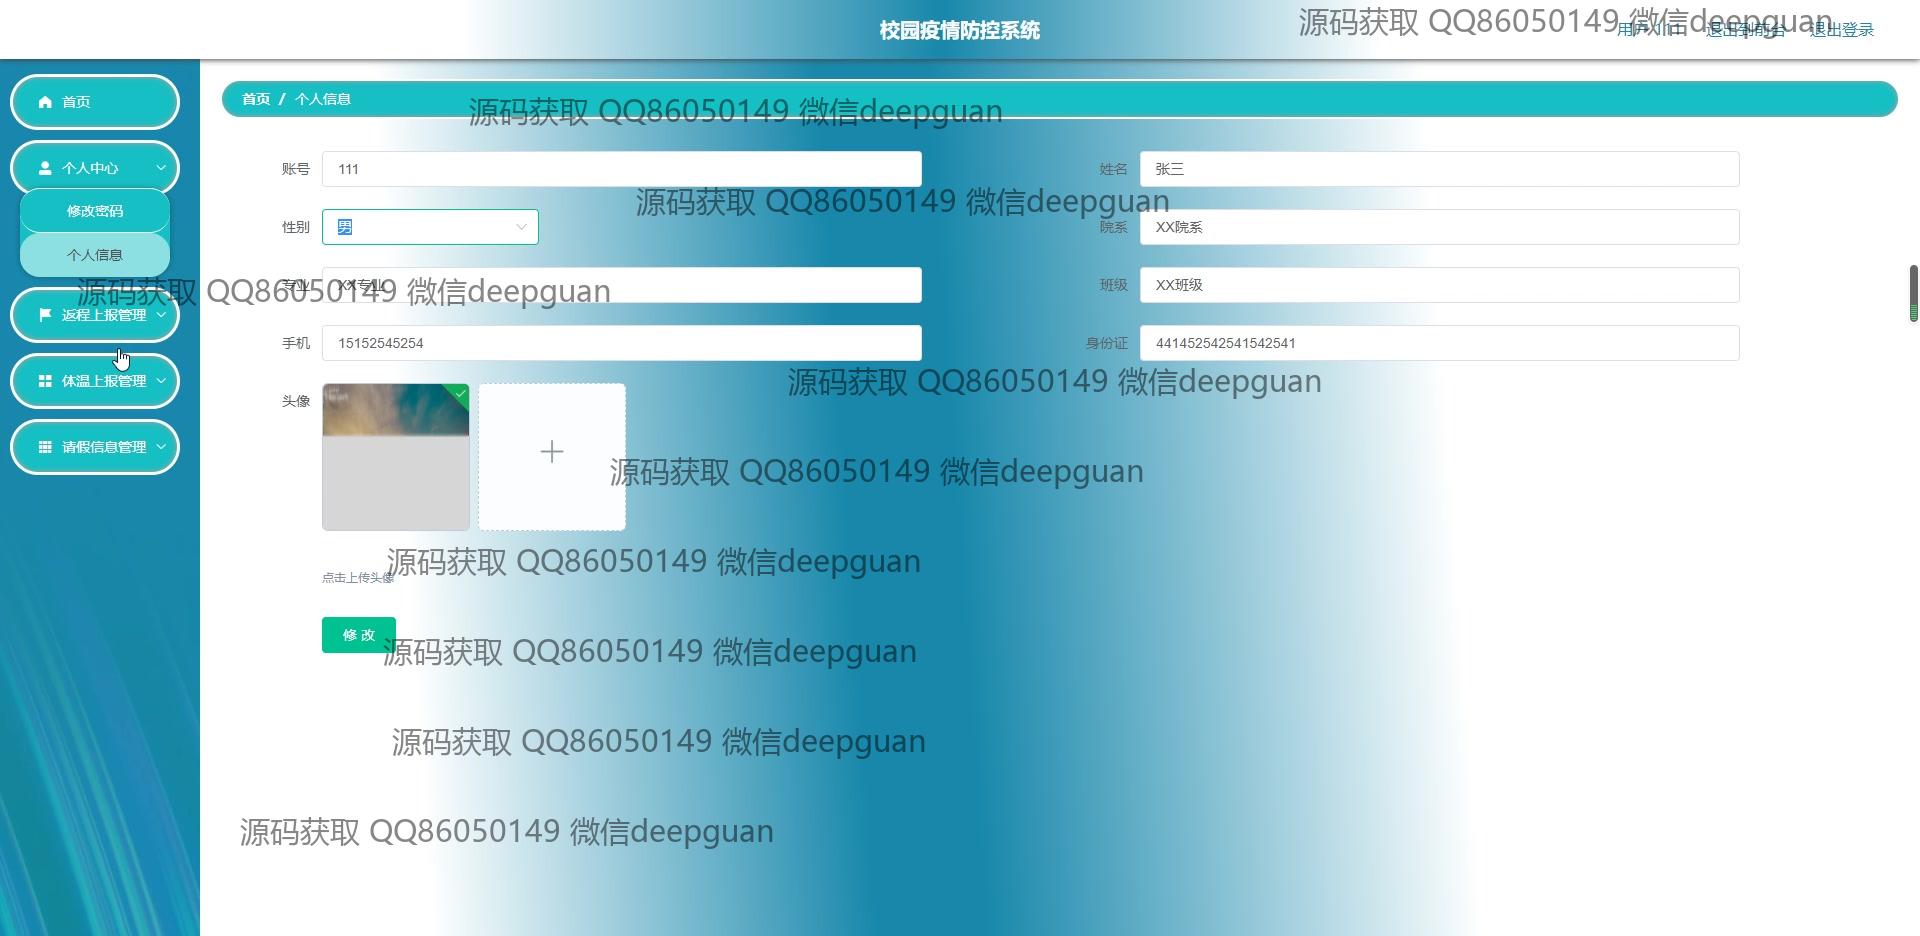 校园疫情防控系统
源码获取 QQ86050149 微信deepguan
用户 111 退出到前台 退出登录
首页
首页 / 个人信息
源码获取 QQ86050149 微信deepguan
个人中心
账号 111
姓名 张三
修改密码
源码获取 QQ86050149 微信deepguan
性别 男
院系 XX院系
个人信息
源码获取 QQ86050149 微信deepguan
专业 XX专业
班级 XX班级
返程上报管理
手机 15152545254
身份证 441452542541542541
体温上报管理
源码获取 QQ86050149 微信deepguan
头像
请假信息管理
源码获取 QQ86050149 微信deepguan
源码获取 QQ86050149 微信deepguan
点击上传头像
修 改
源码获取 QQ86050149 微信deepguan
源码获取 QQ86050149 微信deepguan
源码获取 QQ86050149 微信deepguan